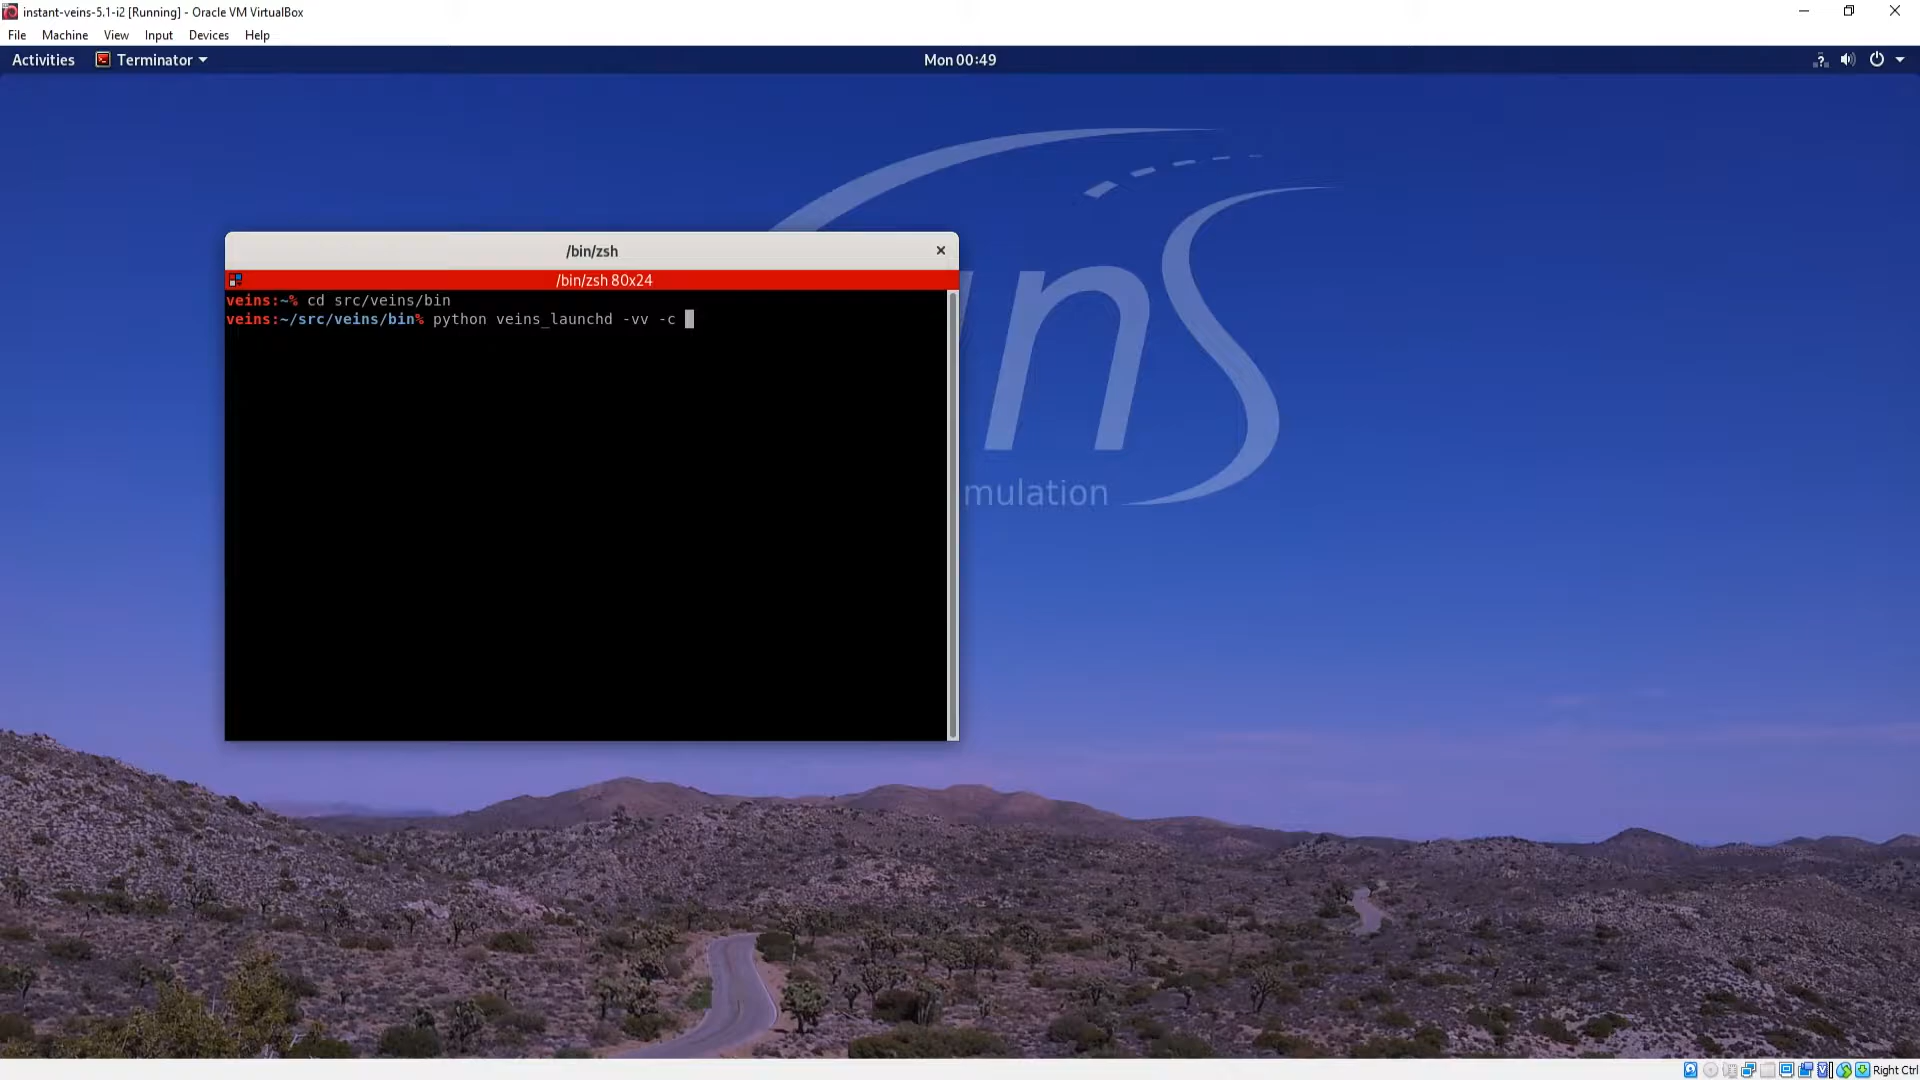 instant-veins-5.1-i2 [Running] - Oracle VM VirtualBox
File Machine View Input Devices Help
Activities Terminator Mon 00:49
/bin/zsh
/bin/zsh 80x24
veins:~% cd src/veins/bin
veins:~/src/veins/bin% python veins_launchd -vv -c
ins
mulation
Right Ctrl